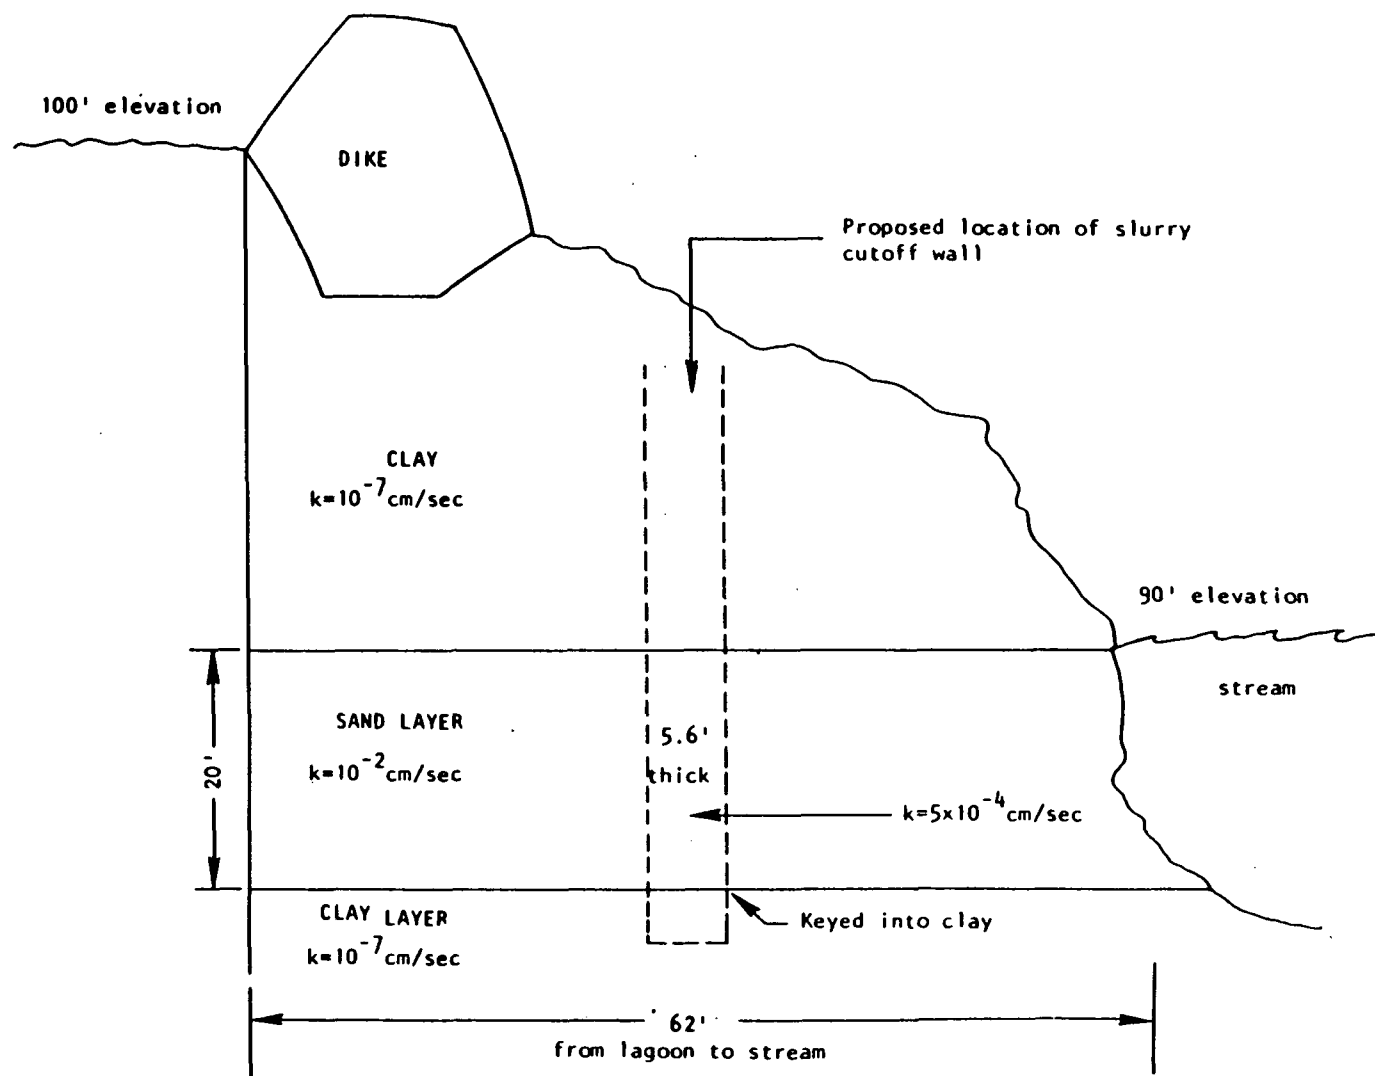 100' elevation
DIKE
Proposed location of slurry
cutoff wall
CLAY
k=10⁻⁷cm/sec
90' elevation
stream
SAND LAYER
k=10⁻²cm/sec
20'
5.6'
thick
k=5x10⁻⁴cm/sec
CLAY LAYER
k=10⁻⁷cm/sec
Keyed into clay
62'
from lagoon to stream